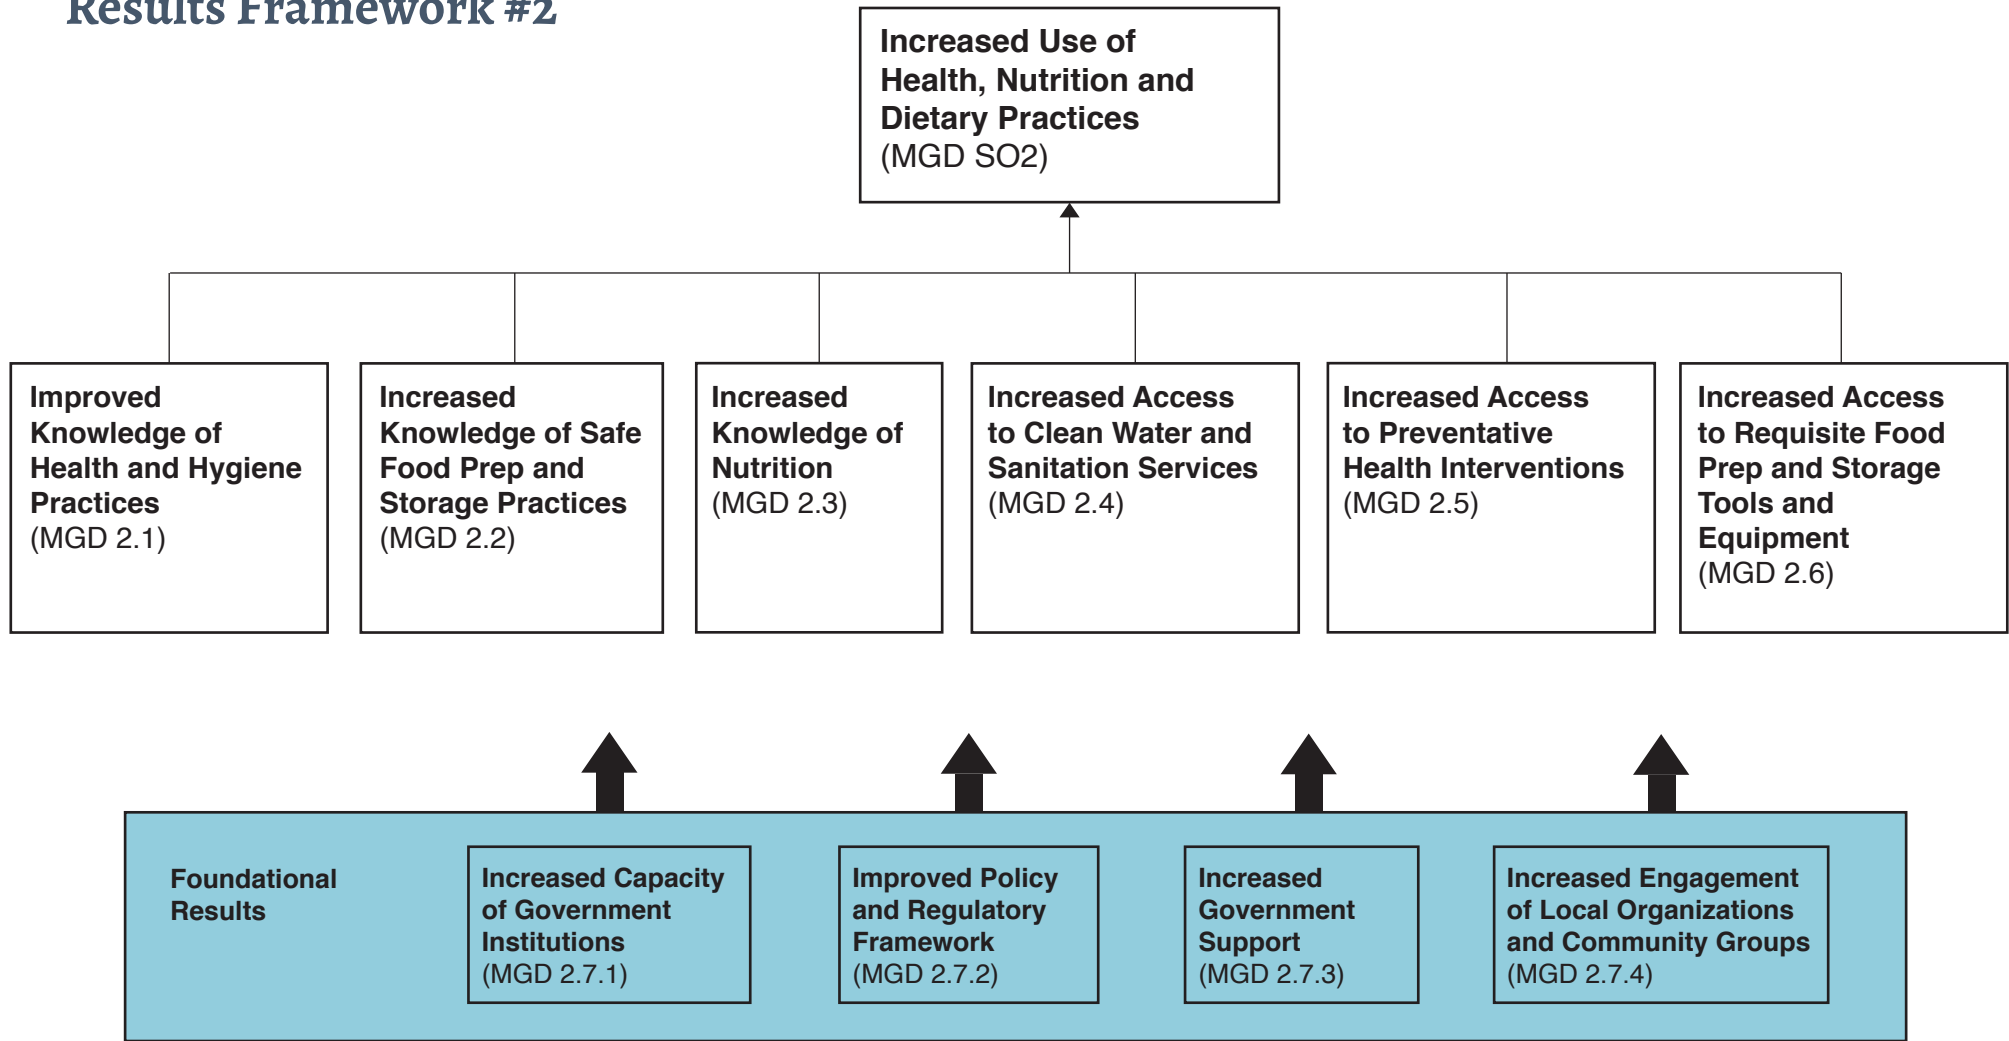 Results Framework #2
Increased Use of
Health, Nutrition and
Dietary Practices
(MGD SO2)
Improved
Knowledge of
Health and Hygiene
Practices
(MGD 2.1)
Increased
Knowledge of Safe
Food Prep and
Storage Practices
(MGD 2.2)
Increased
Knowledge of
Nutrition
(MGD 2.3)
Increased Access
to Clean Water and
Sanitation Services
(MGD 2.4)
Increased Access
to Preventative
Health Interventions
(MGD 2.5)
Increased Access
to Requisite Food
Prep and Storage
Tools and
Equipment
(MGD 2.6)
Foundational
Results
Increased Capacity
of Government
Institutions
(MGD 2.7.1)
Improved Policy
and Regulatory
Framework
(MGD 2.7.2)
Increased
Government
Support
(MGD 2.7.3)
Increased Engagement
of Local Organizations
and Community Groups
(MGD 2.7.4)